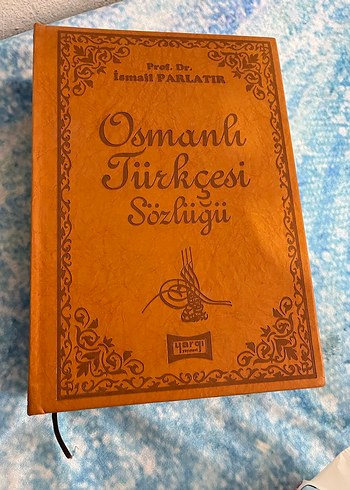 Prof. Dr.
İsmail PARLATIR
Osmanlı
Türkçesi
Sözlüğü
yargı